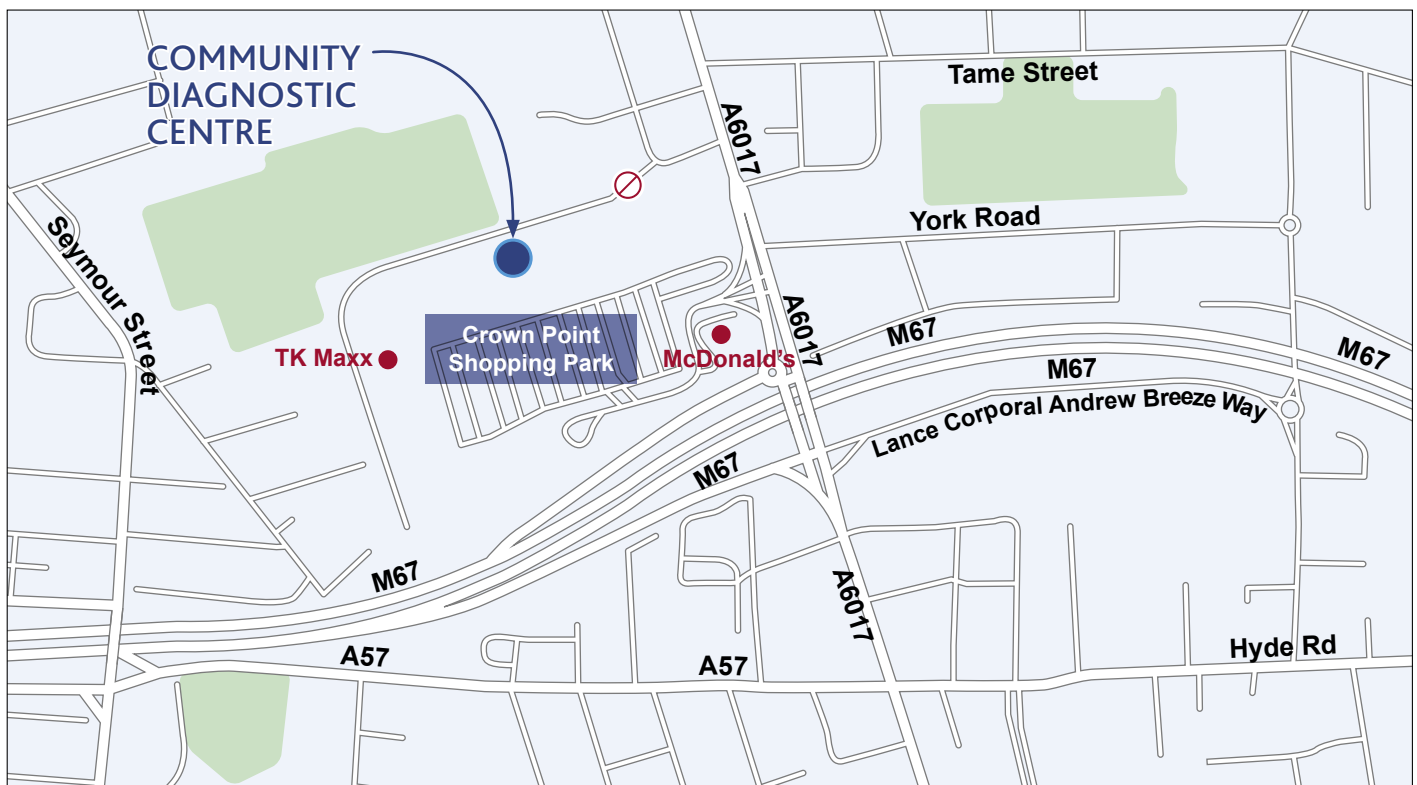 COMMUNITY
DIAGNOSTIC
CENTRE
Tame Street
A6017
York Road
Seymour Street
A6017
Crown Point
Shopping Park
TK Maxx
McDonald's
M67
M67
M67
Lance Corporal Andrew Breeze Way
M67
M67
A6017
A57
A57
Hyde Rd